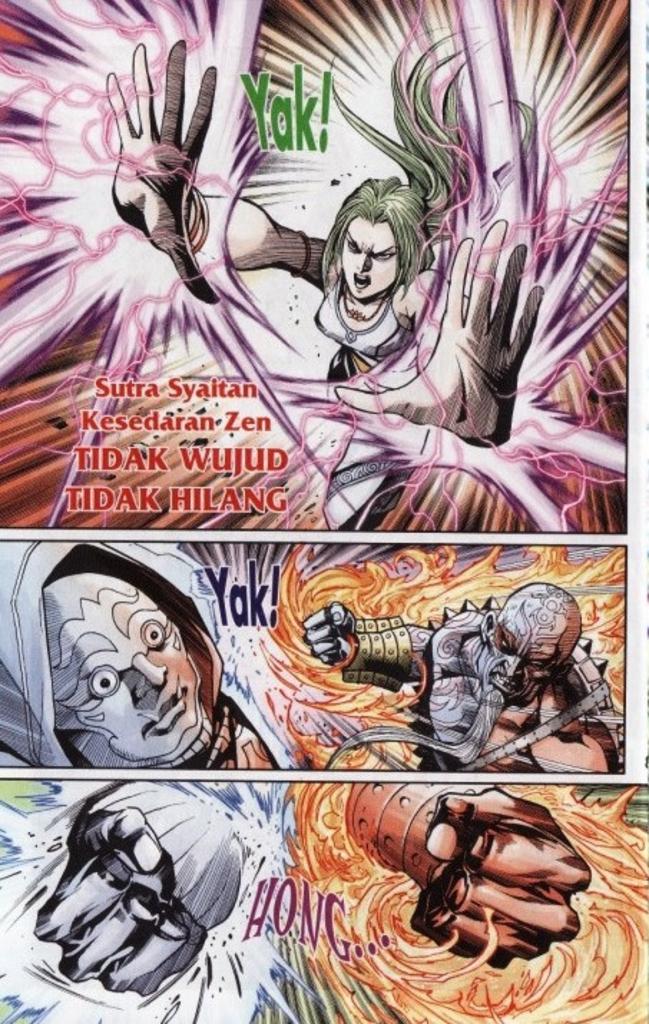 Yak!
Sutra Syaitan
Kesedaran Zen
TIDAK WUJUD
TIDAK HILANG
Yak!
HONG...